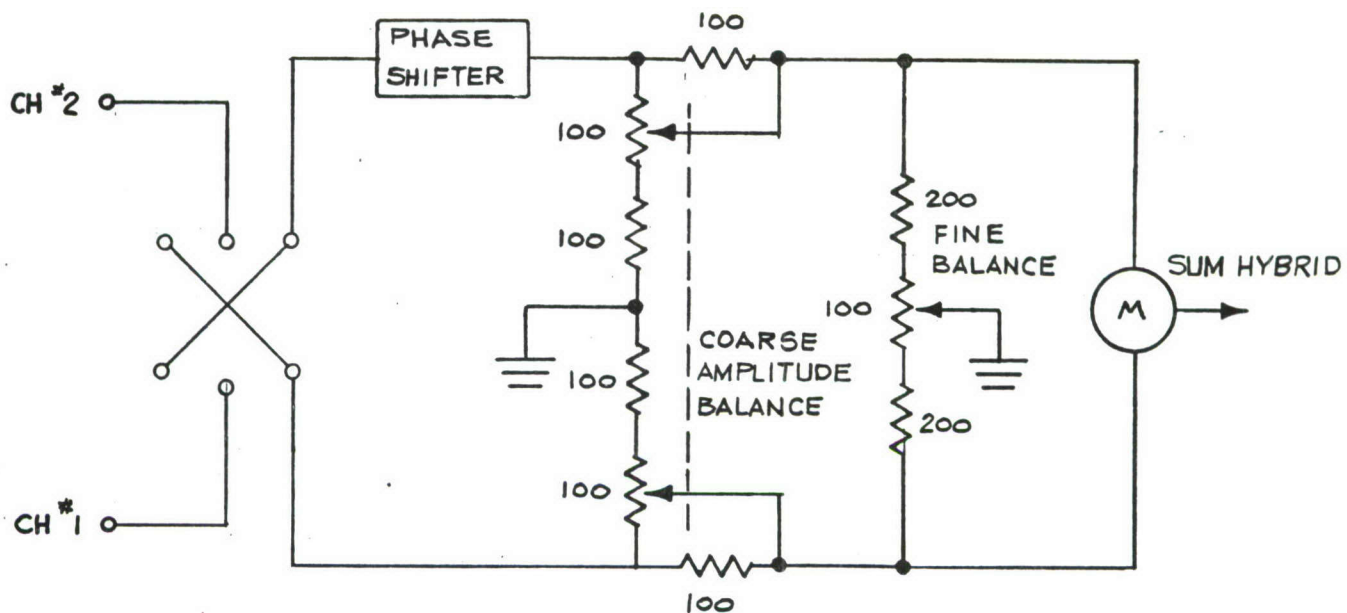 100
PHASE
SHIFTER
CH #2
100
200
FINE
BALANCE
100
SUM HYBRID
100
M
COARSE
AMPLITUDE
BALANCE
100
200
100
CH #1
100